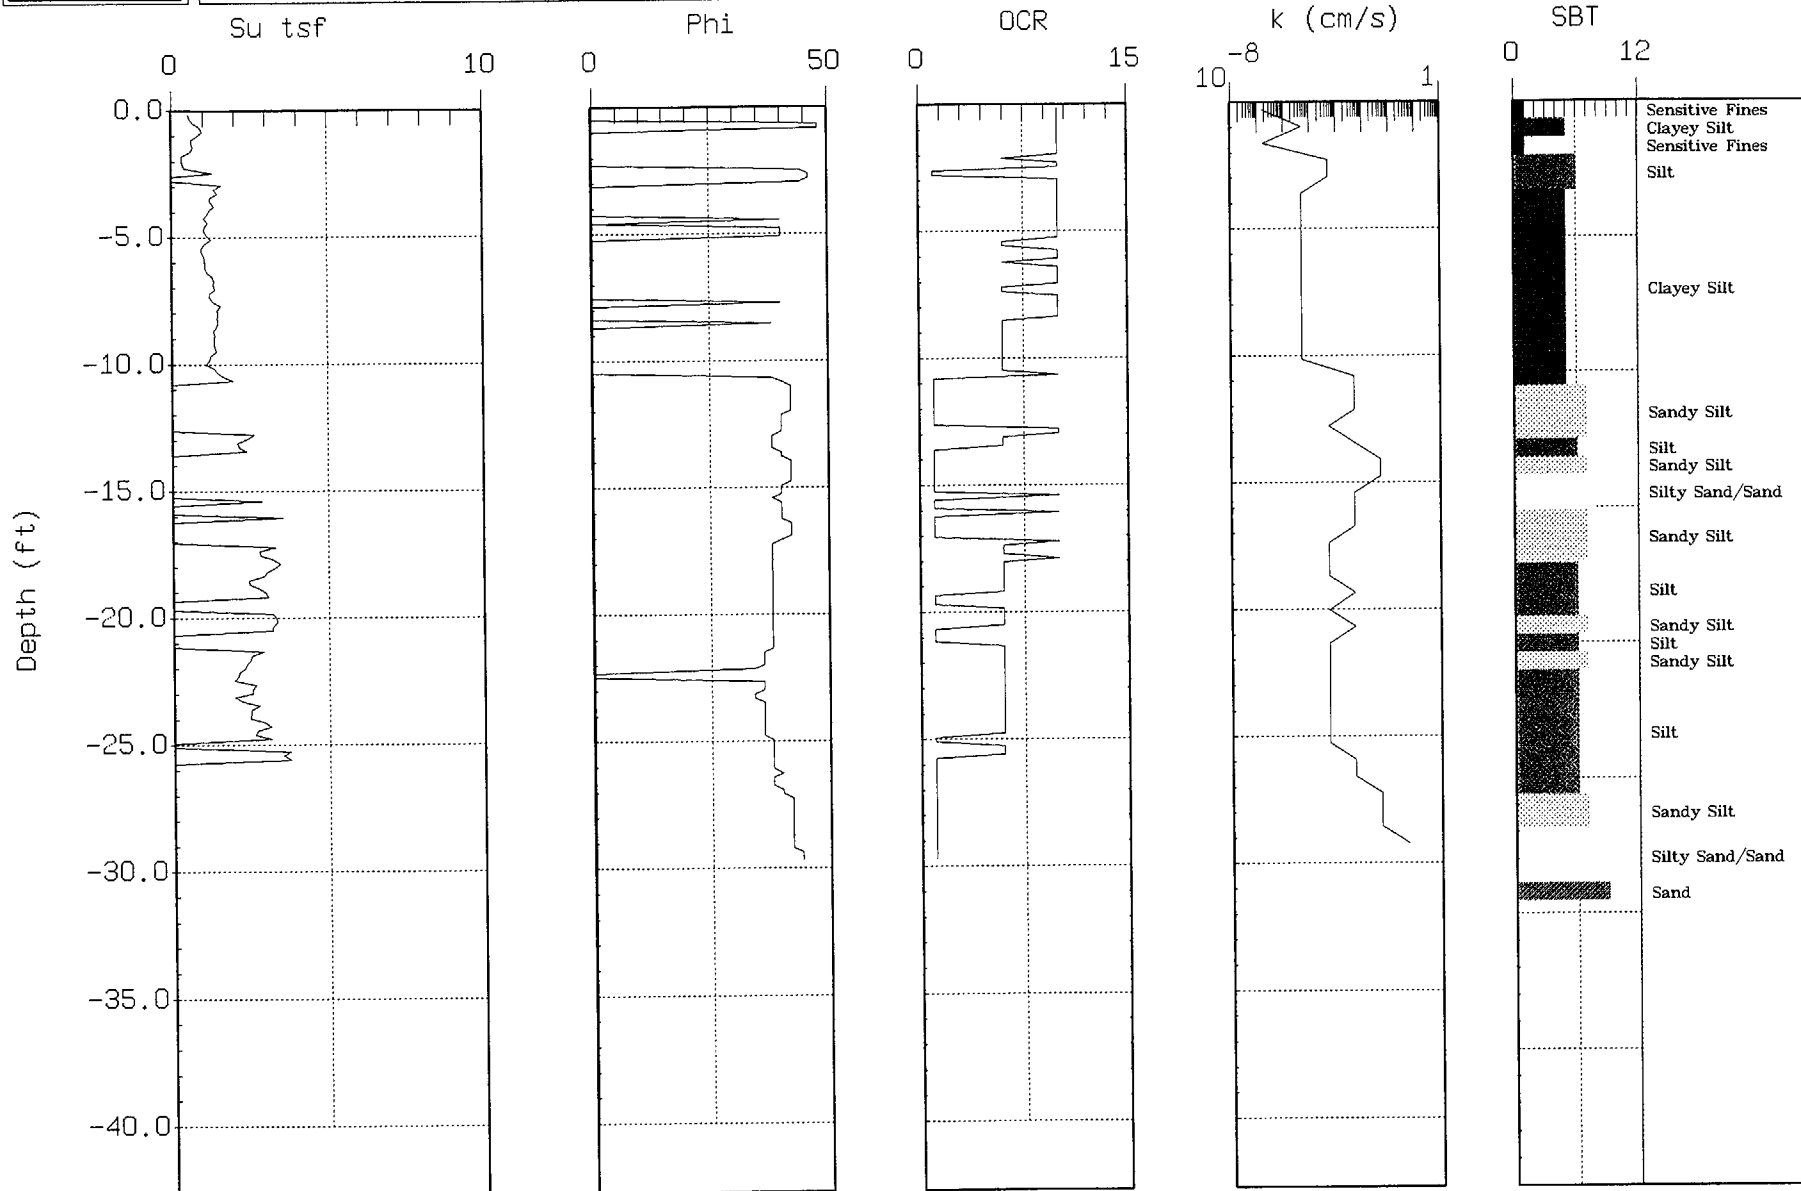 Su tsf
Phi
OCR
k (cm/s)
SBT
0
10
0
50
0
15
10 -8
1
0
12
Depth (ft)
0.0
-5.0
-10.0
-15.0
-20.0
-25.0
-30.0
-35.0
-40.0
Sensitive Fines
Clayey Silt
Sensitive Fines
Silt
Clayey Silt
Sandy Silt
Silt
Sandy Silt
Silty Sand/Sand
Sandy Silt
Silt
Sandy Silt
Silt
Sandy Silt
Silt
Sandy Silt
Silty Sand/Sand
Sand